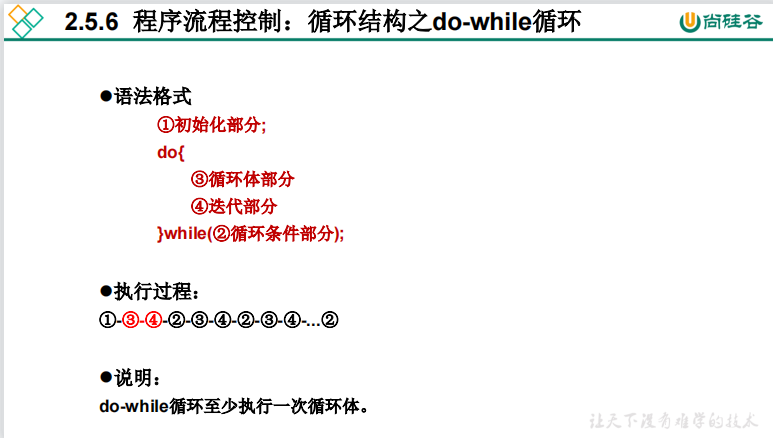 2.5.6 程序流程控制：循环结构之do-while循环
尚硅谷
●语法格式
①初始化部分;
do{
③循环体部分
④迭代部分
}while(②循环条件部分);
●执行过程：
①-③-④-②-③-④-②-③-④-...②
●说明：
do-while循环至少执行一次循环体。
让天下没有难学的技术